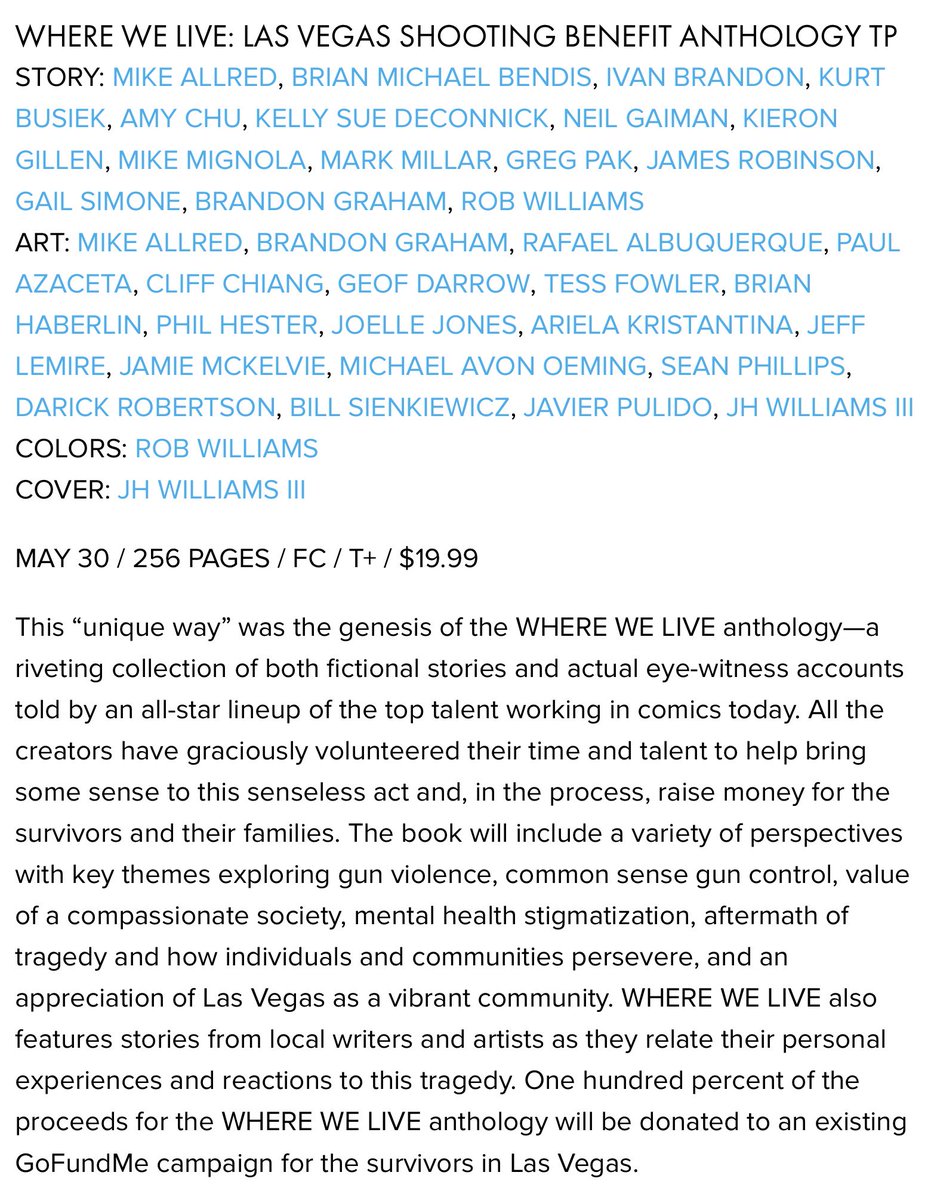 WHERE WE LIVE: LAS VEGAS SHOOTING BENEFIT ANTHOLOGY TP
STORY: MIKE ALLRED, BRIAN MICHAEL BENDIS, IVAN BRANDON, KURT
BUSIEK, AMY CHU, KELLY SUE DECONNICK, NEIL GAIMAN, KIERON
GILLEN, MIKE MIGNOLA, MARK MILLAR, GREG PAK, JAMES ROBINSON,
GAIL SIMONE, BRANDON GRAHAM, ROB WILLIAMS
ART: MIKE ALLRED, BRANDON GRAHAM, RAFAEL ALBUQUERQUE, PAUL
AZACETA, CLIFF CHIANG, GEOF DARROW, TESS FOWLER, BRIAN
HABERLIN, PHIL HESTER, JOELLE JONES, ARIELA KRISTANTINA, JEFF
LEMIRE, JAMIE MCKELVIE, MICHAEL AVON OEMING, SEAN PHILLIPS,
DARICK ROBERTSON, BILL SIENKIEWICZ, JAVIER PULIDO, JH WILLIAMS III
COLORS: ROB WILLIAMS
COVER: JH WILLIAMS III
MAY 30 / 256 PAGES / FC / T+ / $19.99
This “unique way” was the genesis of the WHERE WE LIVE anthology—a
riveting collection of both fictional stories and actual eye-witness accounts
told by an all-star lineup of the top talent working in comics today. All the
creators have graciously volunteered their time and talent to help bring
some sense to this senseless act and, in the process, raise money for the
survivors and their families. The book will include a variety of perspectives
with key themes exploring gun violence, common sense gun control, value
of a compassionate society, mental health stigmatization, aftermath of
tragedy and how individuals and communities persevere, and an
appreciation of Las Vegas as a vibrant community. WHERE WE LIVE also
features stories from local writers and artists as they relate their personal
experiences and reactions to this tragedy. One hundred percent of the
proceeds for the WHERE WE LIVE anthology will be donated to an existing
GoFundMe campaign for the survivors in Las Vegas.